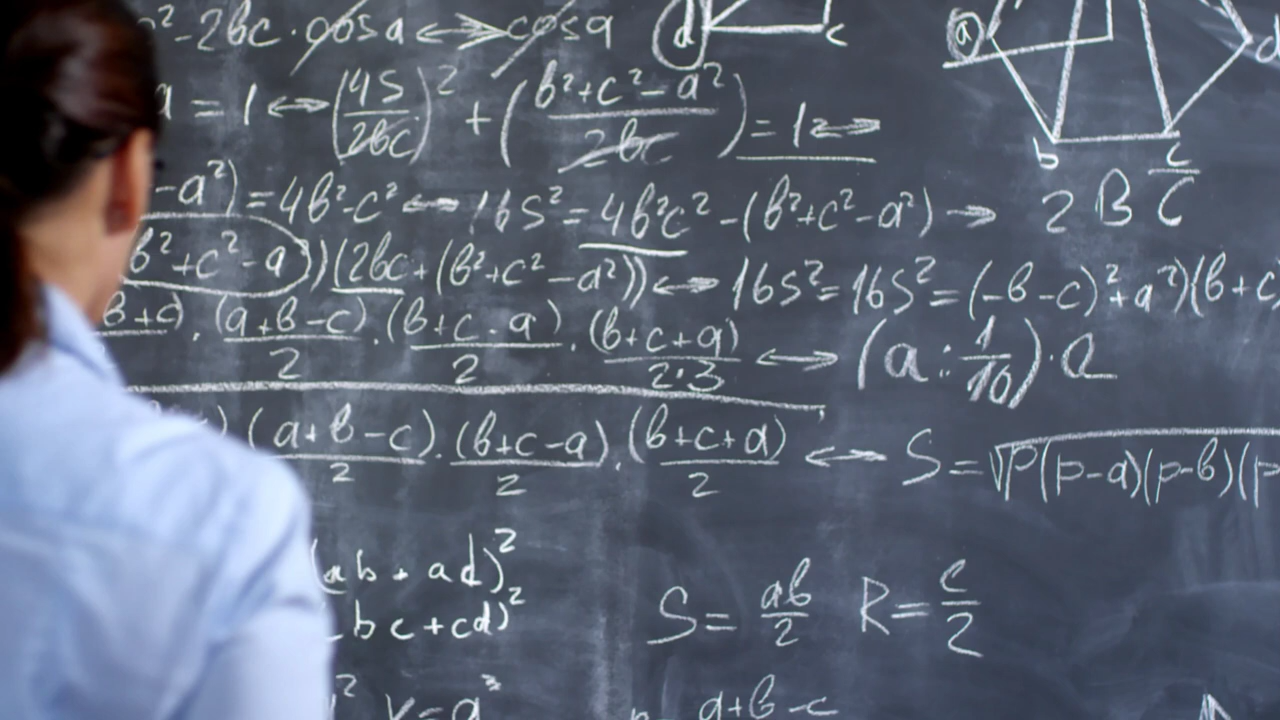 ² - 2bc · cos a ⟷ cos a d c a d
a = 1 ⟷ (4S/2bc)² + (b²+c²-a²/2bc) = 1 ⟷
b c
-a²) = 4b²-c² ⟷ 16S² = 4b²c² - (b²+c²-a²) → 2 B C
b²+c²-a))(2bc+(b²+c²-a²)) ⟷ 16S² = 16S² = (-b-c)²+a²)(b+c
b+c) · (a+b-c)/2 · (b+c-a)/2 · (b+c+a)/2·3 ⟷ (a : 1/10) · a
) (a+b-c)/2 · (b+c-a)/2 · (b+c+a)/2 ⟷ S = √p(p-a)(p-b)(p
(ab + ad)²
bc+cd)²
S = ab/2 R = c/2
² V = a³ a+b-c